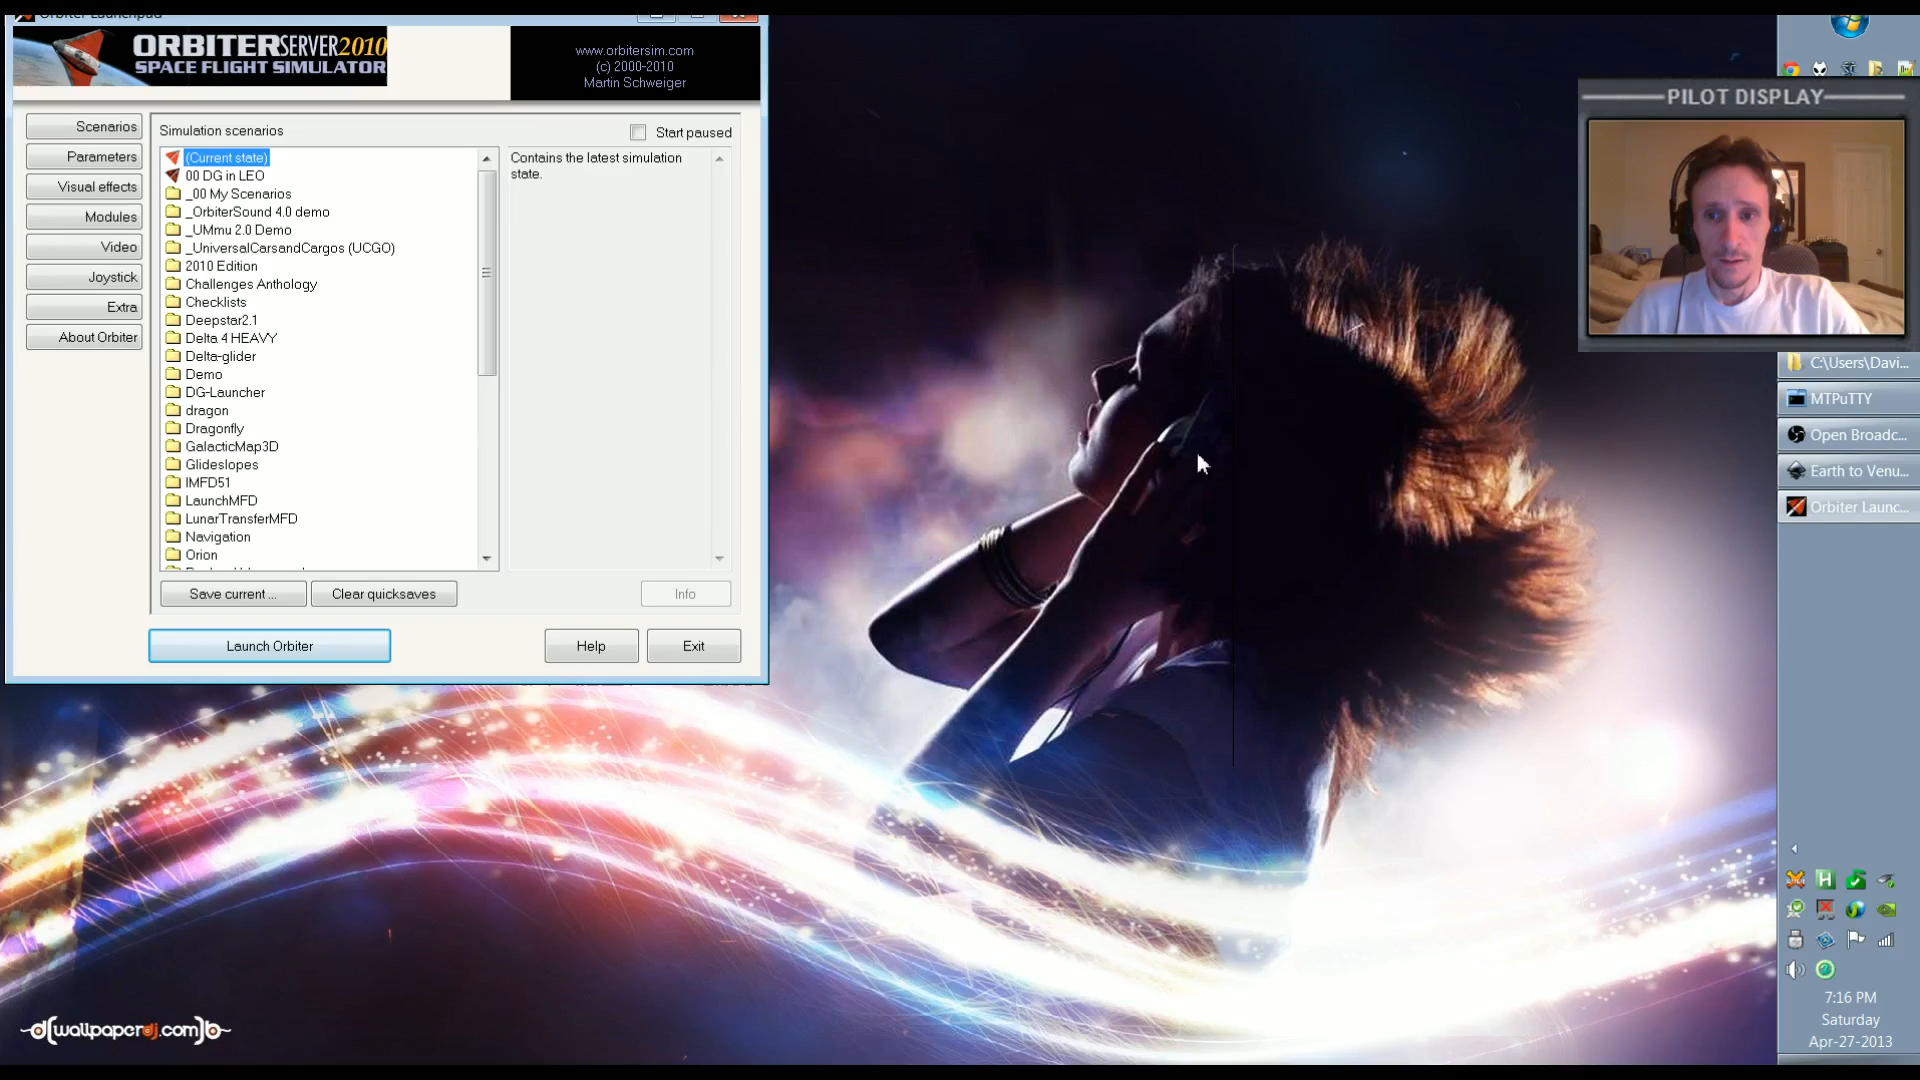 Orbiter Launchpad
ORBITERSERVER2010
SPACE FLIGHT SIMULATOR
www.orbitersim.com
(c) 2000-2010
Martin Schweiger
Scenarios
Parameters
Visual effects
Modules
Video
Joystick
Extra
About Orbiter
Simulation scenarios
Start paused
(Current state)
00 DG in LEO
_00 My Scenarios
_OrbiterSound 4.0 demo
_UMmu 2.0 Demo
_UniversalCarsandCargos (UCGO)
2010 Edition
Challenges Anthology
Checklists
Deepstar2.1
Delta 4 HEAVY
Delta-glider
Demo
DG-Launcher
dragon
Dragonfly
GalacticMap3D
Glideslopes
IMFD51
LaunchMFD
LunarTransferMFD
Navigation
Orion
Contains the latest simulation
state.
Save current ...
Clear quicksaves
Info
Launch Orbiter
Help
Exit
PILOT DISPLAY
C:\Users\Davi...
MTPuTTY
Open Broadc...
Earth to Venu...
Orbiter Launc...
H
7:16 PM
Saturday
Apr-27-2013
wallpaperdj.com